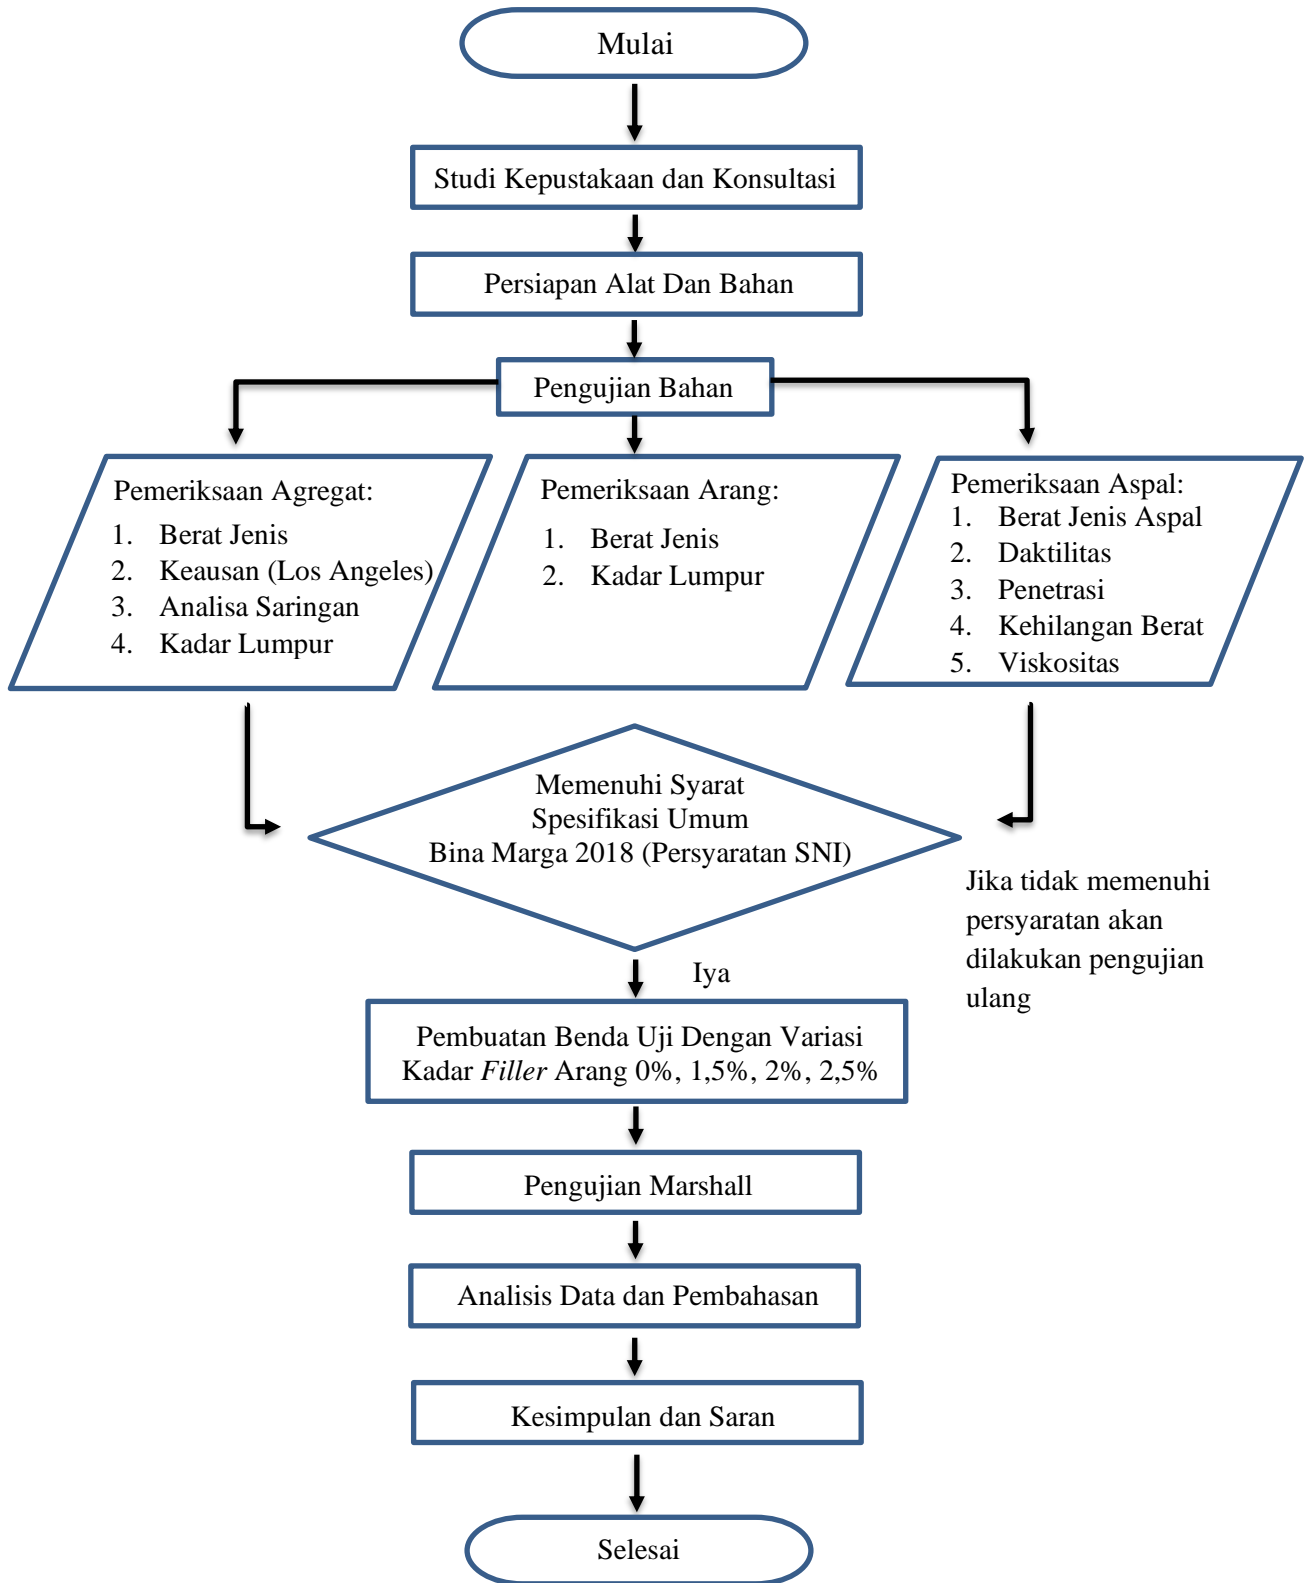 Mulai
Studi Kepustakaan dan Konsultasi
Persiapan Alat Dan Bahan
Pengujian Bahan
Pemeriksaan Agregat:
1. Berat Jenis
2. Keausan (Los Angeles)
3. Analisa Saringan
4. Kadar Lumpur
Pemeriksaan Arang:
1. Berat Jenis
2. Kadar Lumpur
Pemeriksaan Aspal:
1. Berat Jenis Aspal
2. Daktilitas
3. Penetrasi
4. Kehilangan Berat
5. Viskositas
Memenuhi Syarat
Spesifikasi Umum
Bina Marga 2018 (Persyaratan SNI)
Jika tidak memenuhi
persyaratan akan
dilakukan pengujian
ulang
Iya
Pembuatan Benda Uji Dengan Variasi
Kadar Filler Arang 0%, 1,5%, 2%, 2,5%
Pengujian Marshall
Analisis Data dan Pembahasan
Kesimpulan dan Saran
Selesai